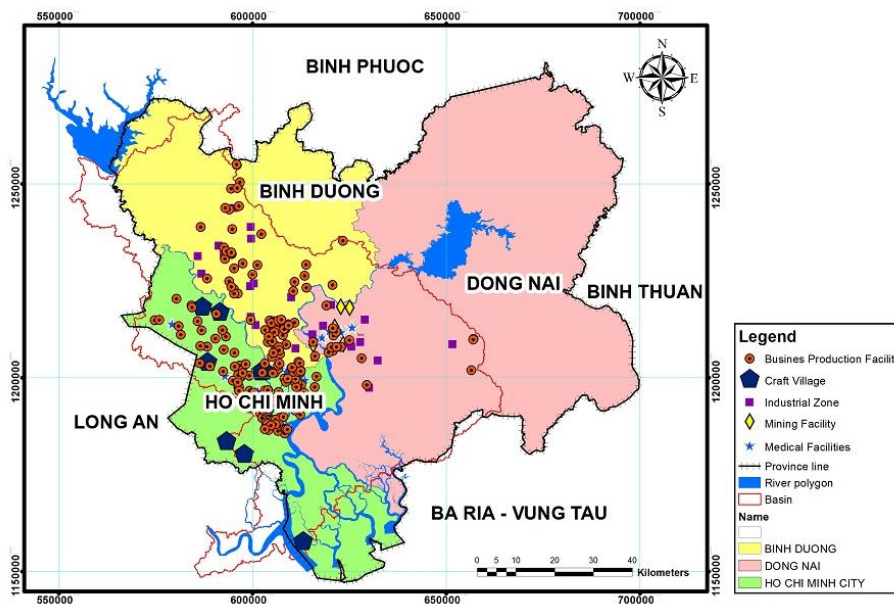 550000 600000 650000 700000
BINH PHUOC
N
W E
S
1250000 1250000
BINH DUONG
DONG NAI
BINH THUAN
1200000 1200000
HO CHI MINH
LONG AN
BA RIA - VUNG TAU
1150000 1150000
0 5 10 20 30 40
Kilometers
550000 600000 650000 700000
Legend
Busines Production Facilit
Craft Village
Industrial Zone
Mining Facility
Medical Facilities
Province line
River polygon
Basin
Name
BINH DUONG
DONG NAI
HO CHI MINH CITY